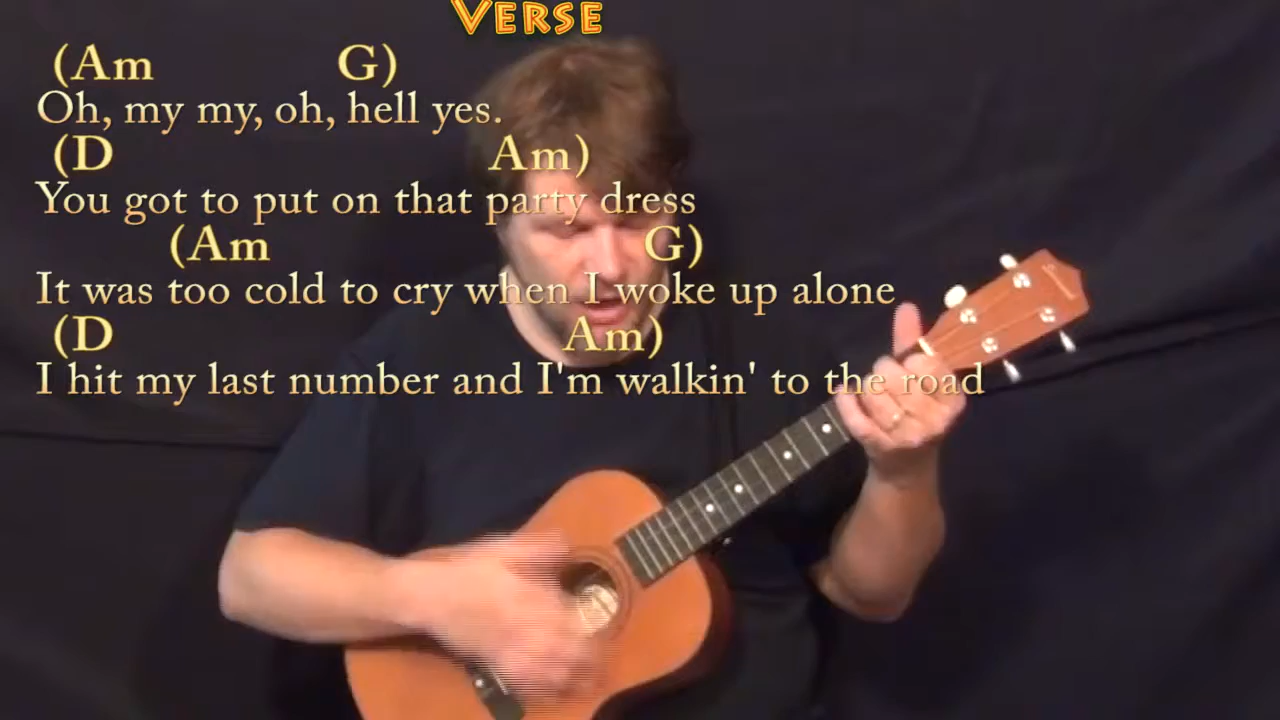 VERSE
(Am G)
Oh, my my, oh, hell yes.
(D Am)
You got to put on that party dress
(Am G)
It was too cold to cry when I woke up alone
(D Am)
I hit my last number and I'm walkin' to the road